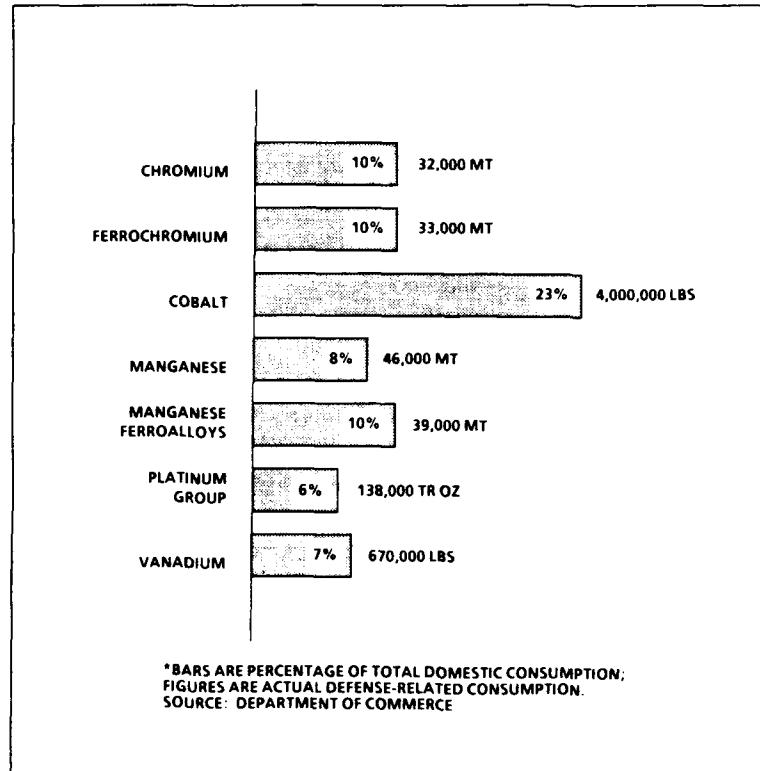 CHROMIUM 10% 32,000 MT
FERROCHROMIUM 10% 33,000 MT
COBALT 23% 4,000,000 LBS
MANGANESE 8% 46,000 MT
MANGANESE
FERROALLOYS 10% 39,000 MT
PLATINUM
GROUP 6% 138,000 TR OZ
VANADIUM 7% 670,000 LBS
*BARS ARE PERCENTAGE OF TOTAL DOMESTIC CONSUMPTION;
FIGURES ARE ACTUAL DEFENSE-RELATED CONSUMPTION.
SOURCE: DEPARTMENT OF COMMERCE